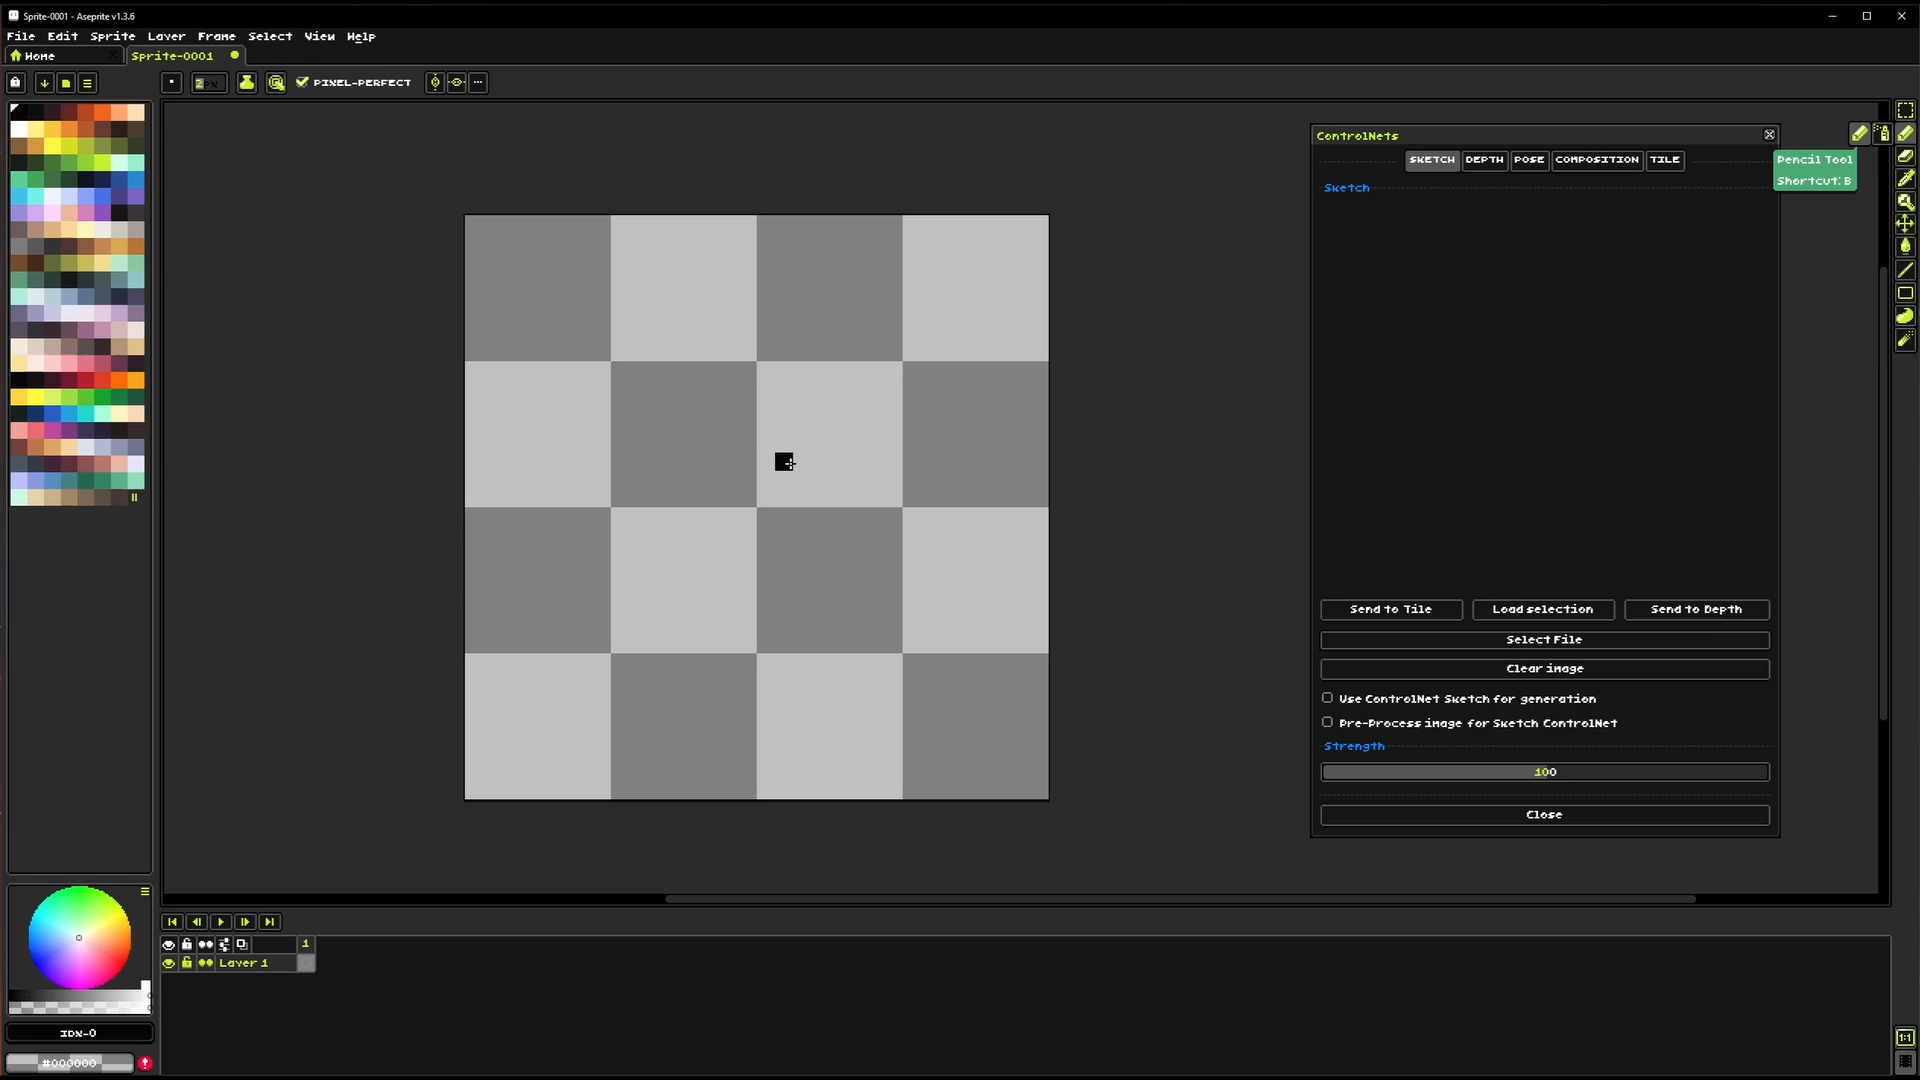 Sprite-0001 - Aseprite v1.3.6
File Edit Sprite Layer Frame Select View Help
Home
Sprite-0001
PIXEL-PERFECT
ControlNets
SKETCH DEPTH POSE COMPOSITION TILE
Pencil Tool
Shortcut: B
Sketch
Send to Tile Load selection Send to Depth
Select File
Clear image
Use ControlNet Sketch for generation
Pre-Process image for Sketch ControlNet
Strength
100
Close
1
Layer 1
Idx-0
#000000
1:1